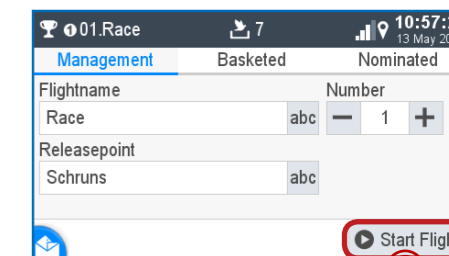 ❶ 01.Race 7 10:57:
13 May 20
Management Basketed Nominated
Flightname Number
Race abc — 1 +
Releasepoint
Schruns abc
Start Fligh